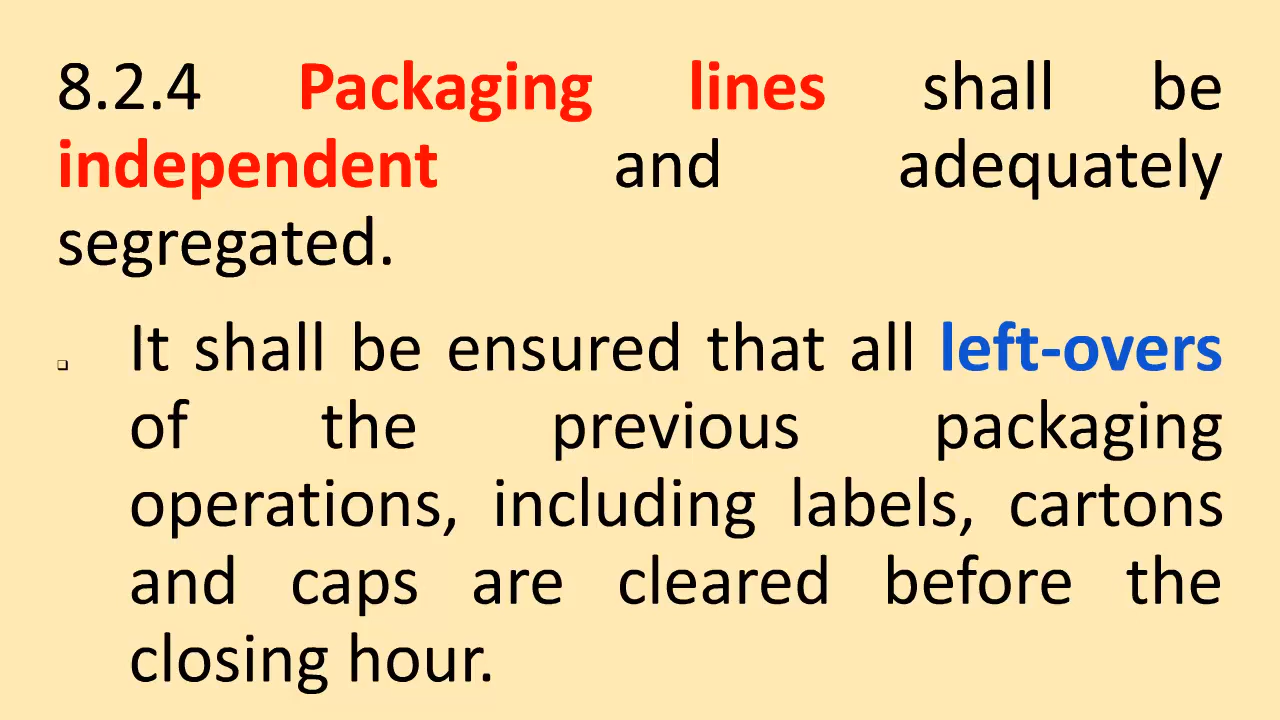 8.2.4 Packaging lines shall be
independent and adequately
segregated.
It shall be ensured that all left-overs
of the previous packaging
operations, including labels, cartons
and caps are cleared before the
closing hour.